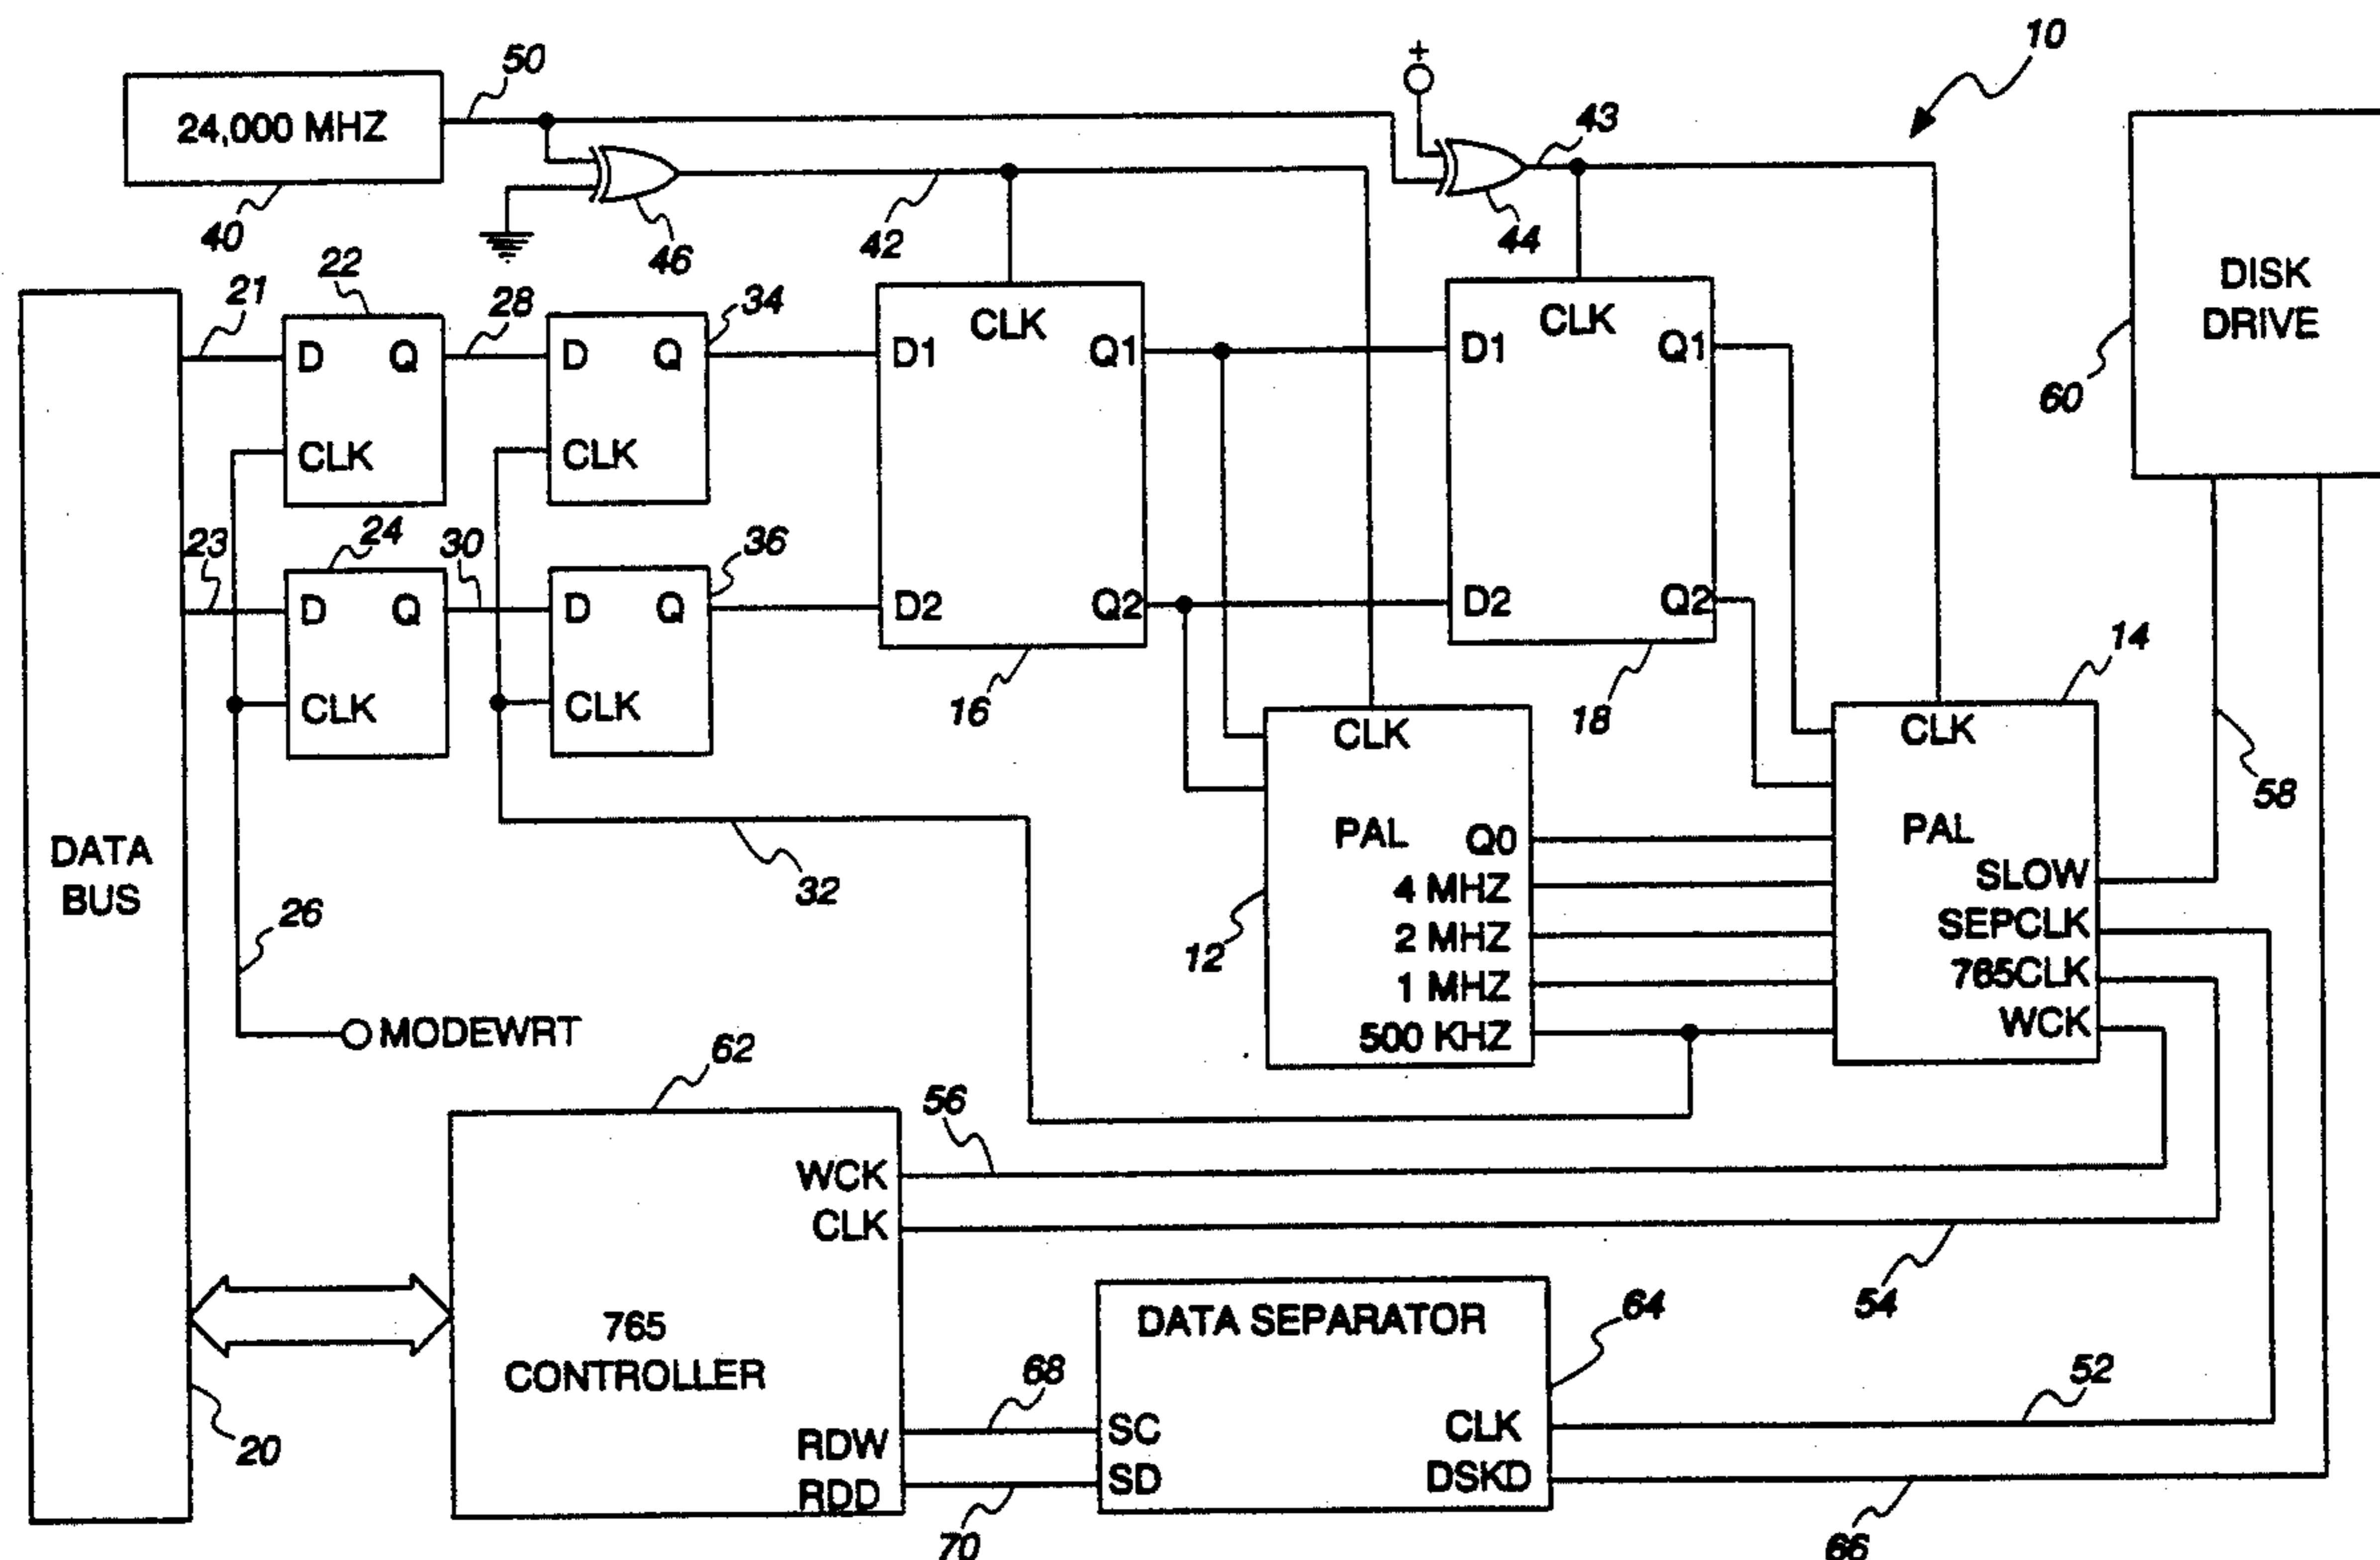 10
50
+
24,000 MHZ
43
40
46
42
44
DISK
DRIVE
60
21
22
28
34
D Q
CLK
D Q
CLK
CLK
D1 Q1
D2 Q2
16
CLK
D1 Q1
D2 Q2
18
23
24
30
36
D Q
CLK
D Q
CLK
14
58
DATA
BUS
26
32
12
CLK
PAL Q0
4 MHZ
2 MHZ
1 MHZ
500 KHZ
CLK
PAL
SLOW
SEPCLK
765CLK
WCK
MODEWRT
62
56
WCK
CLK
765
CONTROLLER
RDW
RDD
54
64
DATA SEPARATOR
68
SC CLK
SD DSKD
52
20
70
66